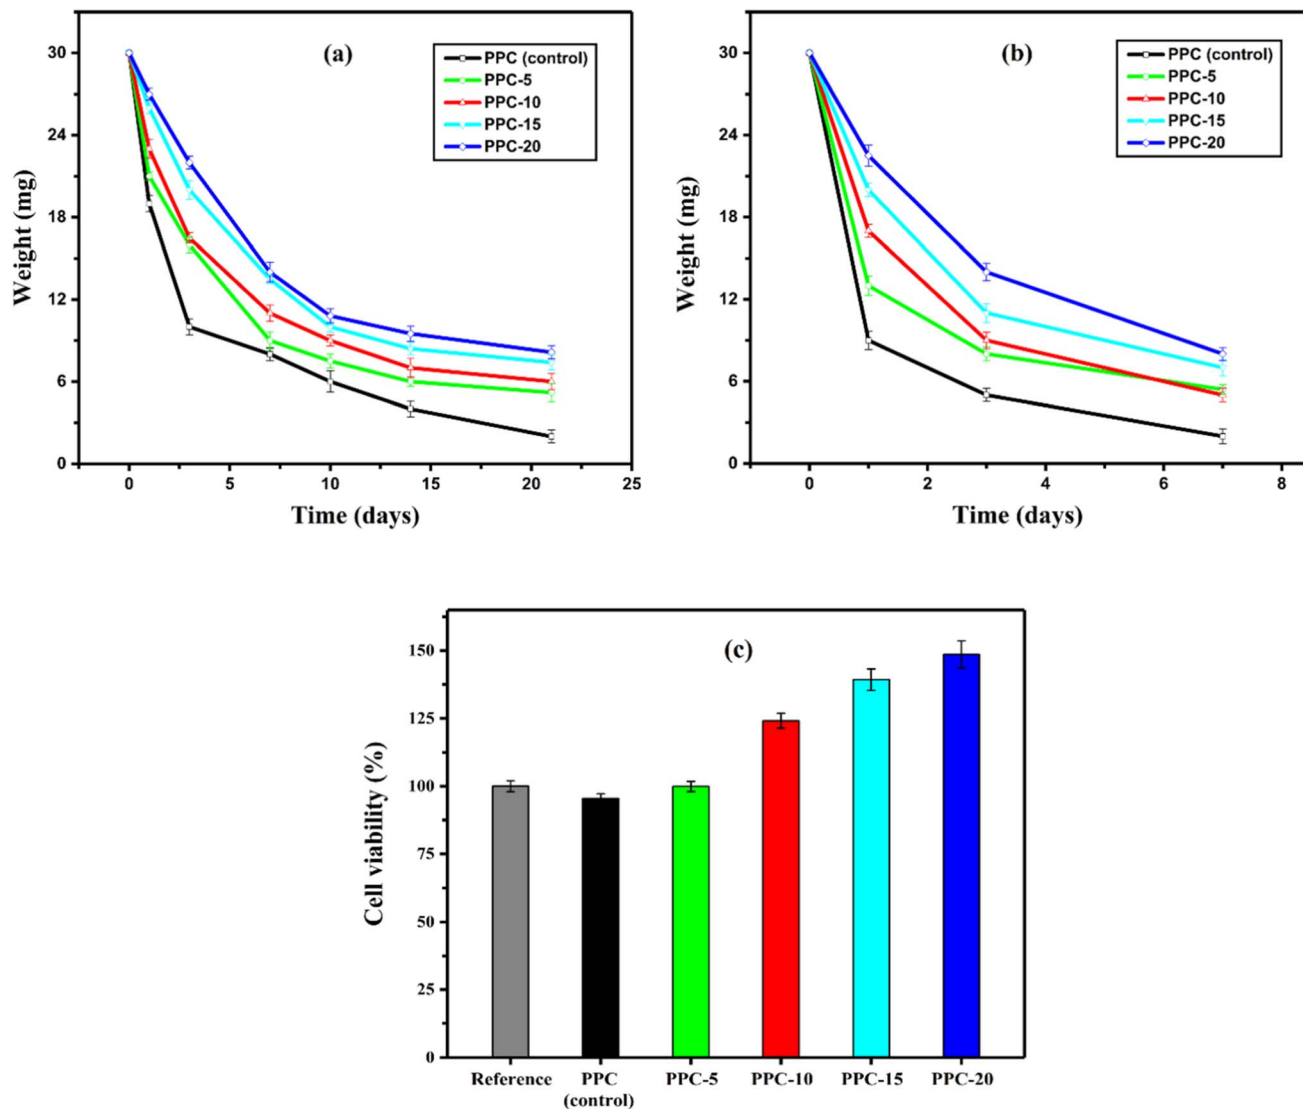 (a)
PPC (control)
PPC-5
PPC-10
PPC-15
PPC-20
Weight (mg)
30
24
18
12
6
0
0 5 10 15 20 25
Time (days)
(b)
PPC (control)
PPC-5
PPC-10
PPC-15
PPC-20
Weight (mg)
30
24
18
12
6
0
0 2 4 6 8
Time (days)
(c)
Cell viability (%)
150
125
100
75
50
25
0
Reference PPC PPC-5 PPC-10 PPC-15 PPC-20
(control)